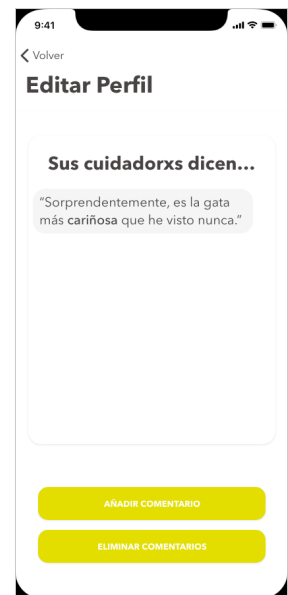 9:41
Volver
Editar Perfil
Sus cuidadorxs dicen...
“Sorprendentemente, es la gata
más cariñosa que he visto nunca.”
AÑADIR COMENTARIO
ELIMINAR COMENTARIOS